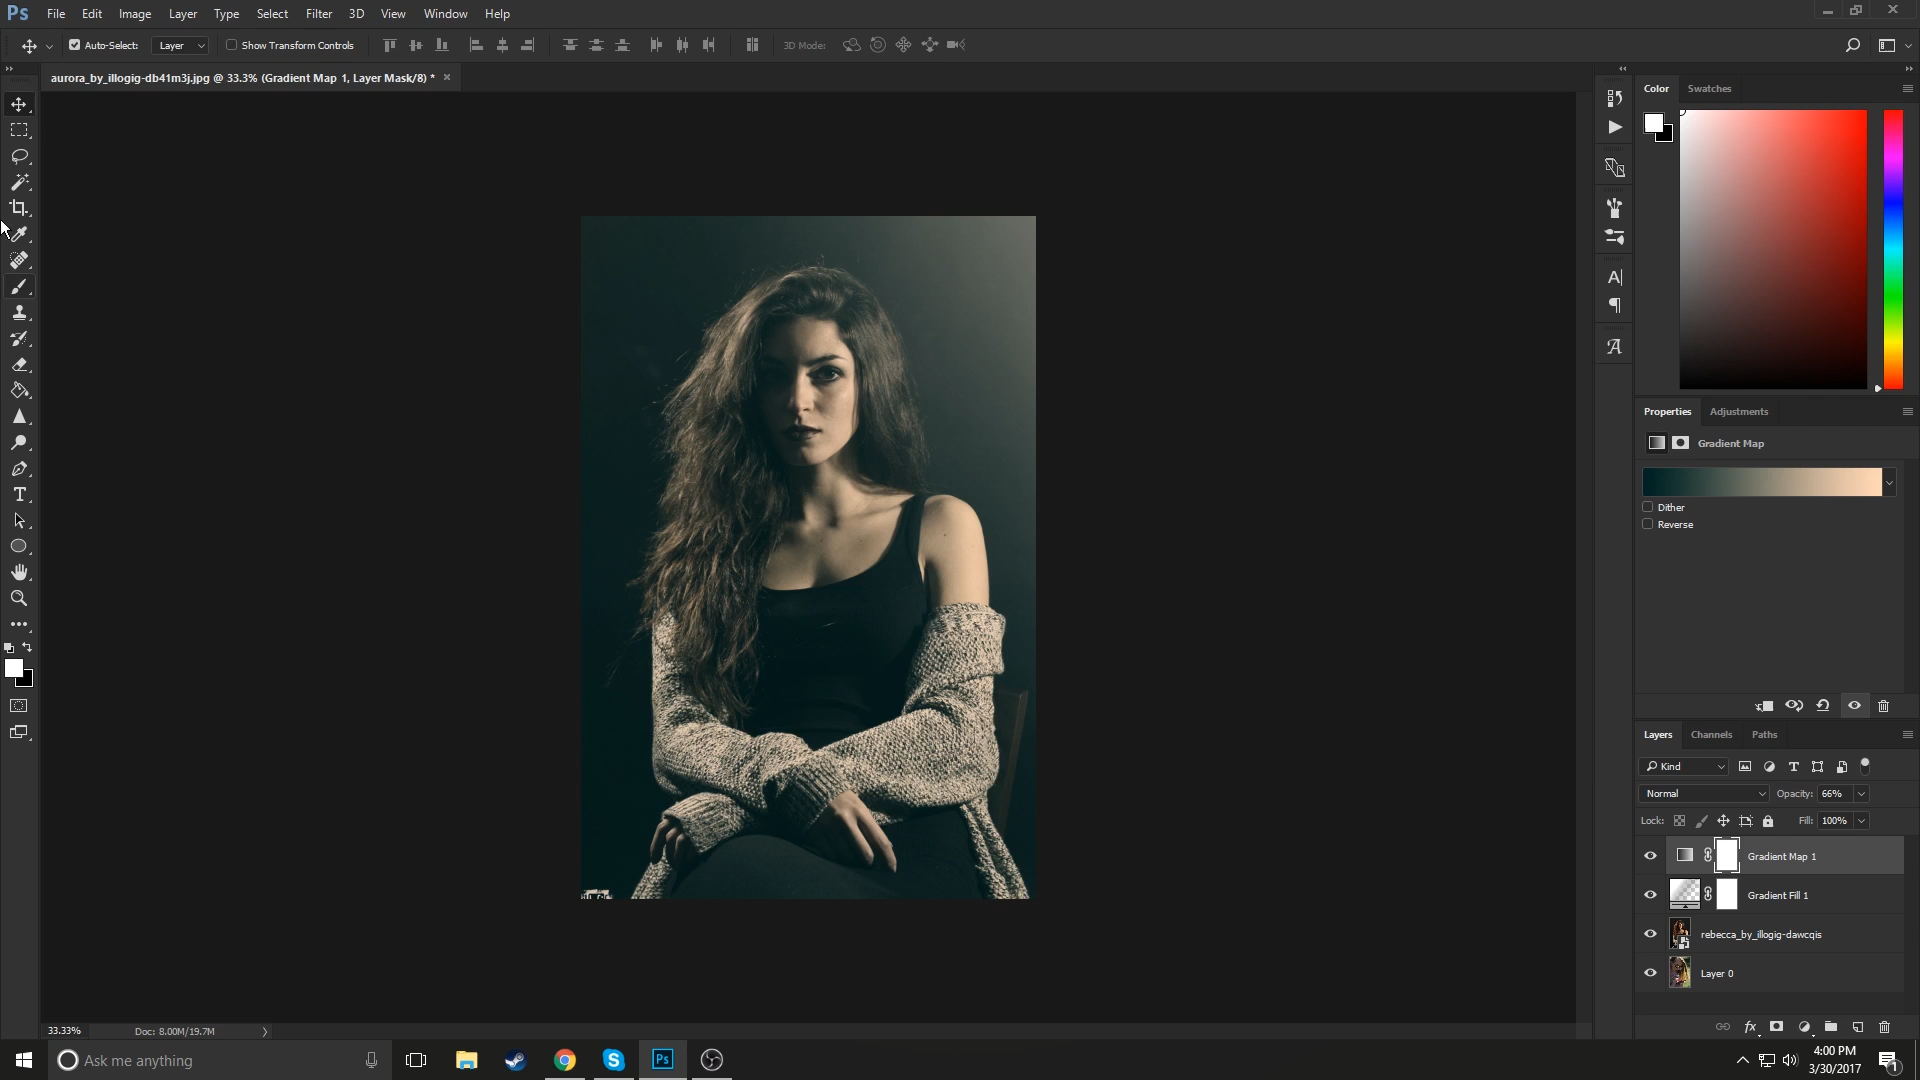 Ps File Edit Image Layer Type Select Filter 3D View Window Help
Auto-Select: Layer Show Transform Controls 3D Mode:
aurora_by_illogig-db41m3j.jpg @ 33.3% (Gradient Map 1, Layer Mask/8) * ×
Color Swatches
Properties Adjustments
Gradient Map
Dither
Reverse
Layers Channels Paths
Kind
Normal Opacity: 66%
Lock: Fill: 100%
Gradient Map 1
Gradient Fill 1
rebecca_by_illogig-dawcqis
Layer 0
33.33% Doc: 8.00M/19.7M
Ask me anything
4:00 PM
3/30/2017
1